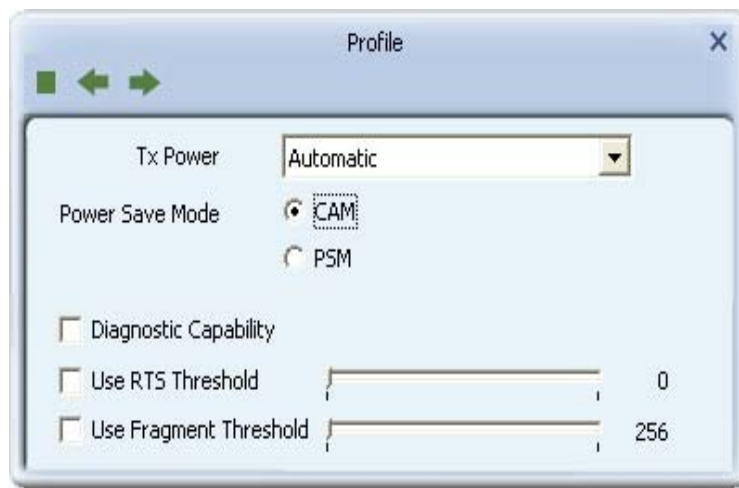 Profile
Tx Power Automatic
Power Save Mode CAM
PSM
Diagnostic Capability
Use RTS Threshold 0
Use Fragment Threshold 256